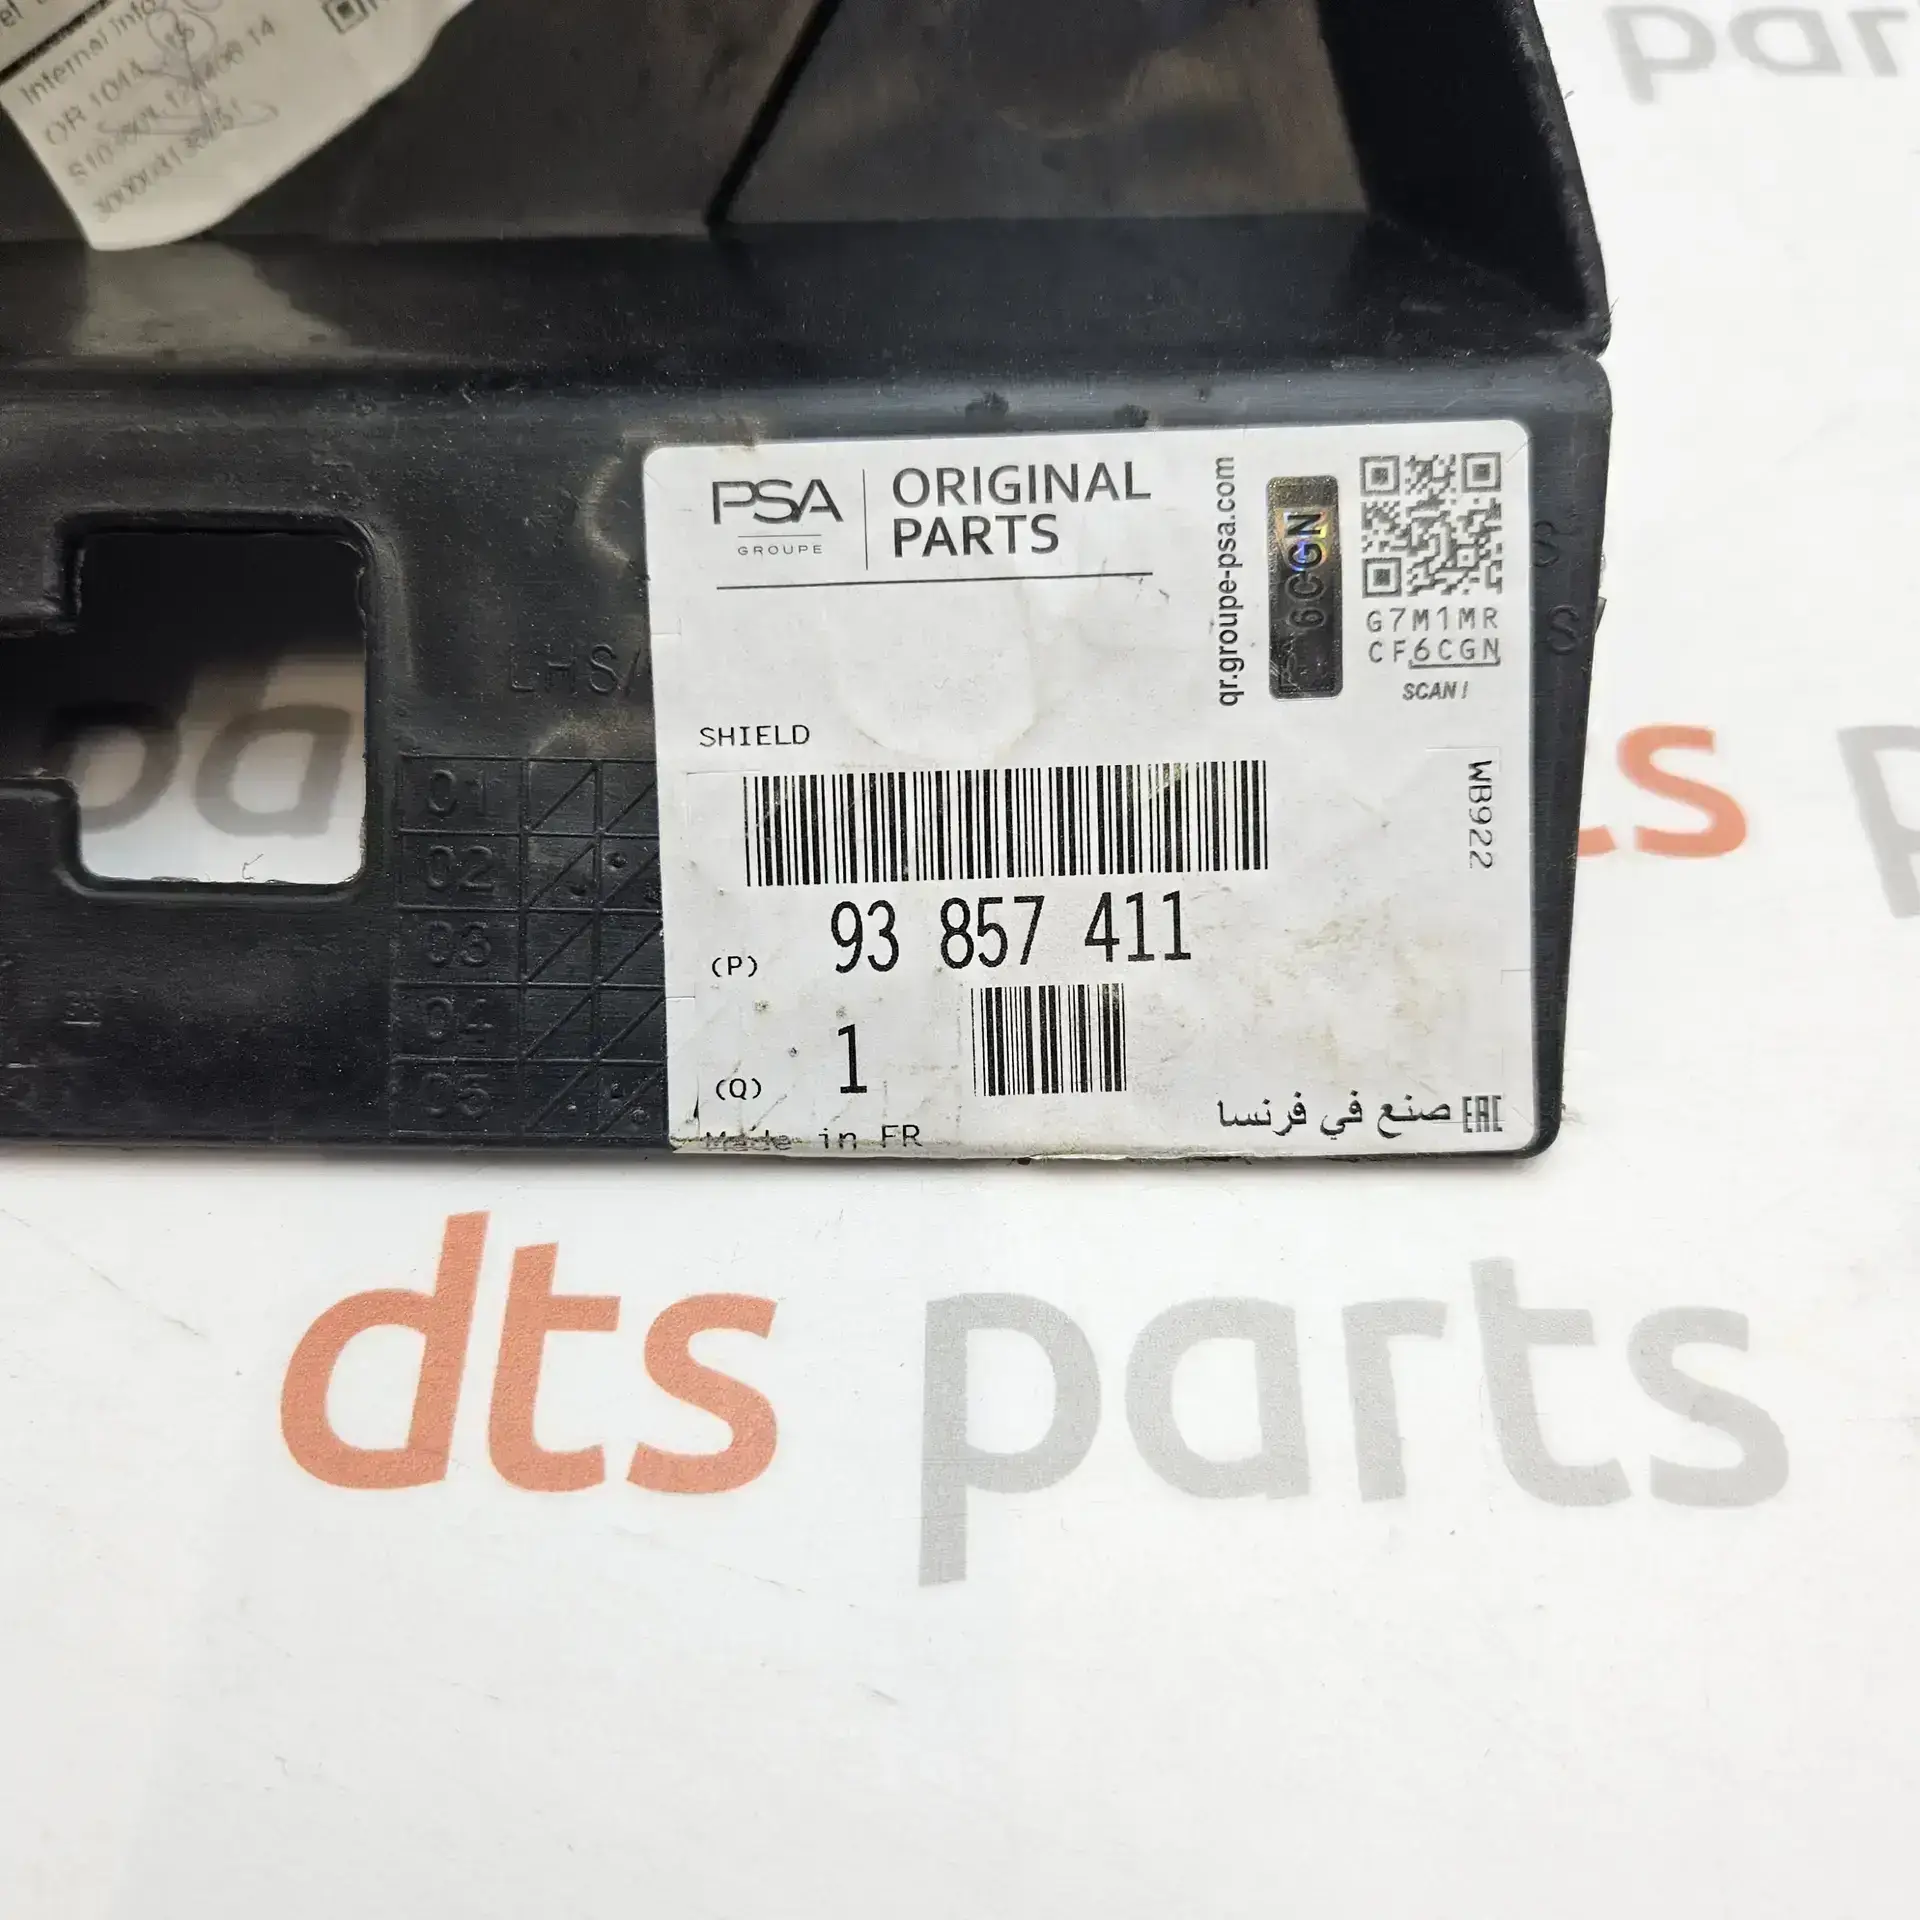 Internal Info
PSA
GROUPE
ORIGINAL
PARTS
qr.groupe-psa.com
6CGN
G7M1MR
CF6CGN
SCAN!
LHS/
SHIELD
WB922
01
02
03
04
05
(P) 93 857 411
(Q) 1
Made in FR
صنع في فرنسا EAC
dts parts